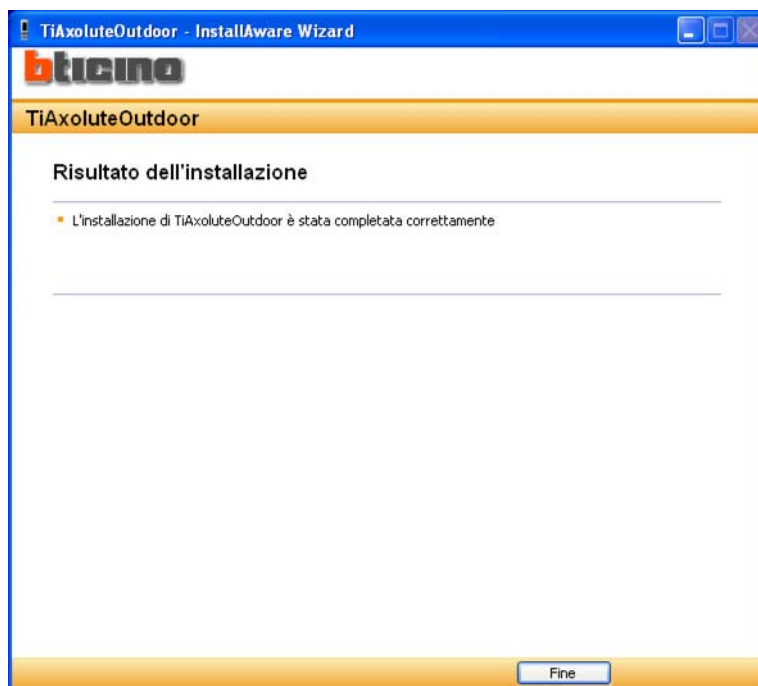 TiAxoluteOutdoor - InstallAware Wizard
bticino
TiAxoluteOutdoor
Risultato dell'installazione
L'installazione di TiAxoluteOutdoor è stata completata correttamente
Fine